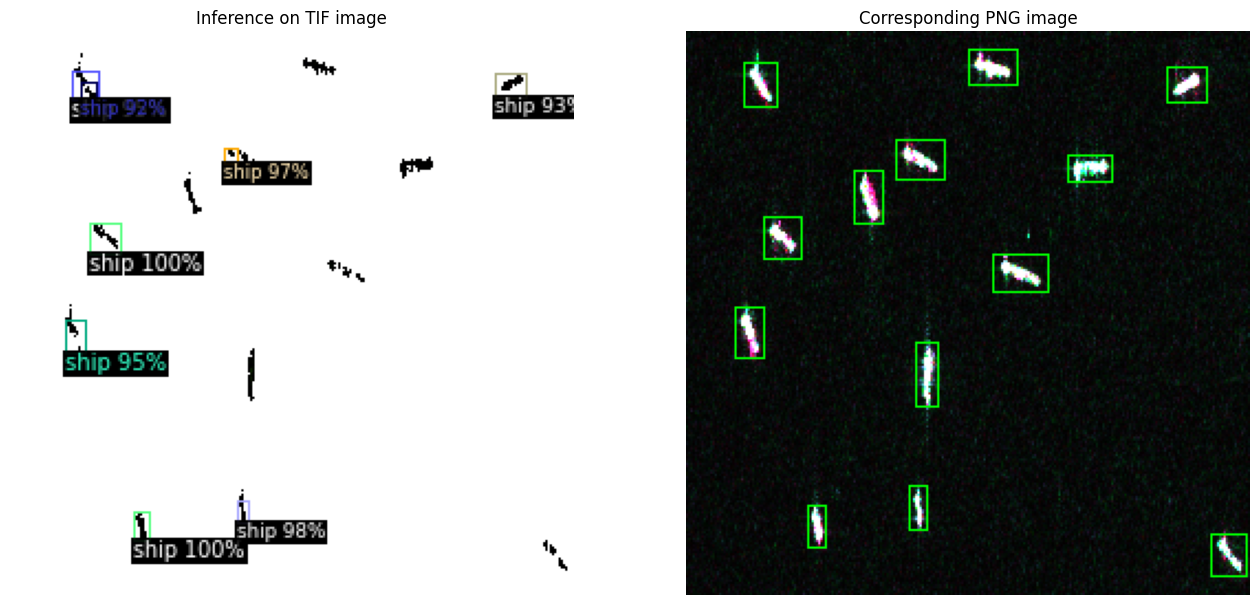 Inference on TIF image
Corresponding PNG image
ship 92%
ship 93%
ship 97%
ship 100%
ship 95%
ship 98%
ship 100%